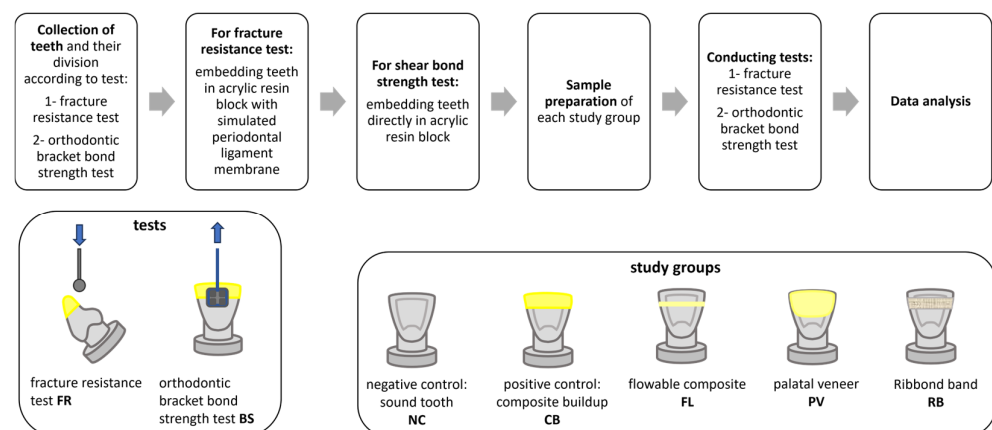 Collection of
teeth and their
division
according to test:
1- fracture
resistance test
2- orthodontic
bracket bond
strength test
For fracture
resistance test:
embedding teeth
in acrylic resin
block with
simulated
periodontal
ligament
membrane
For shear bond
strength test:
embedding teeth
directly in acrylic
resin block
Sample
preparation of
each study group
Conducting tests:
1- fracture
resistance test
2- orthodontic
bracket bond
strength test
Data analysis
tests
fracture resistance
test FR
orthodontic
bracket bond
strength test BS
study groups
negative control:
sound tooth
NC
positive control:
composite buildup
CB
flowable composite
FL
palatal veneer
PV
Ribbond band
RB